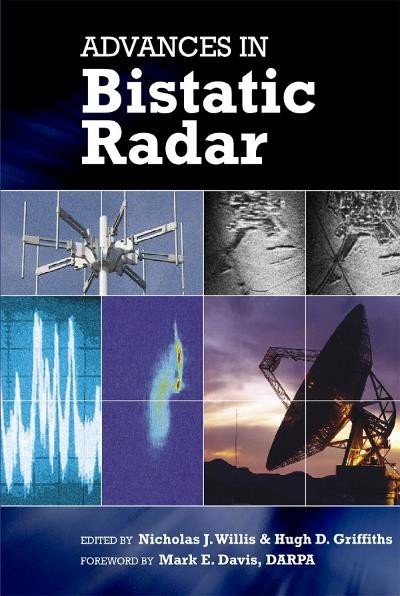 ADVANCES IN
Bistatic
Radar
EDITED BY Nicholas J. Willis & Hugh D. Griffiths
FOREWORD BY Mark E. Davis, DARPA